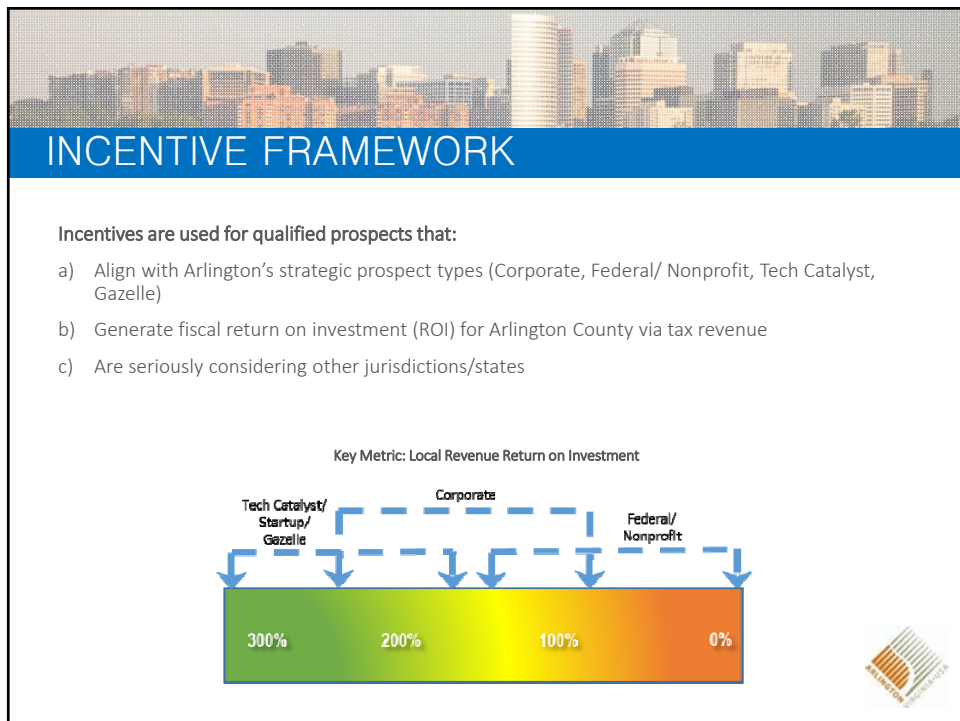 INCENTIVE FRAMEWORK
Incentives are used for qualified prospects that:
a) Align with Arlington's strategic prospect types (Corporate, Federal/ Nonprofit, Tech Catalyst,
Gazelle)
b) Generate fiscal return on investment (ROI) for Arlington County via tax revenue
c) Are seriously considering other jurisdictions/states
Key Metric: Local Revenue Return on Investment
Tech Catalyst/
Startup/
Gazelle
Corporate
Federal/
Nonprofit
300% 200% 100% 0%
ARLINGTON
VIRGINIA•USA